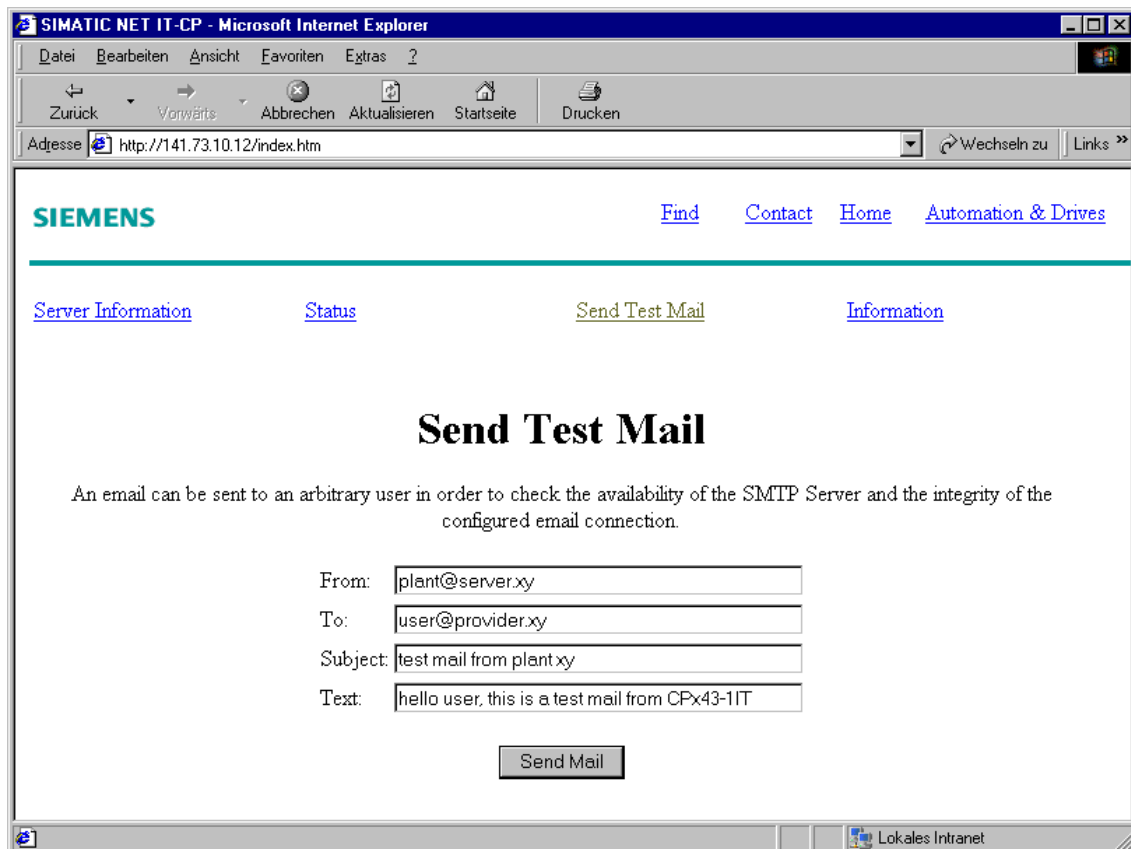 SIMATIC NET IT-CP - Microsoft Internet Explorer
Datei Bearbeiten Ansicht Favoriten Extras ?
Zurück Vorwärts Abbrechen Aktualisieren Startseite Drucken
Adresse http://141.73.10.12/index.htm Wechseln zu Links »
SIEMENS Find Contact Home Automation & Drives
Server Information Status Send Test Mail Information
Send Test Mail
An email can be sent to an arbitrary user in order to check the availability of the SMTP Server and the integrity of the
configured email connection.
From: plant@server.xy
To: user@provider.xy
Subject: test mail from plant xy
Text: hello user, this is a test mail from CPx43-1IT
Send Mail
Lokales Intranet